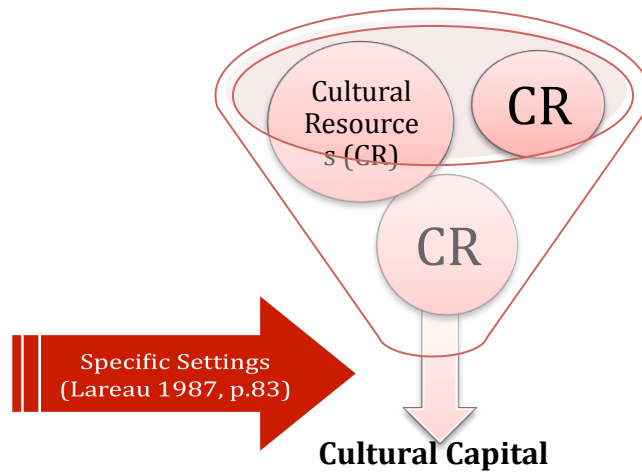 Cultural
Resource
s (CR)
CR
CR
Specific Settings
(Lareau 1987, p.83)
Cultural Capital